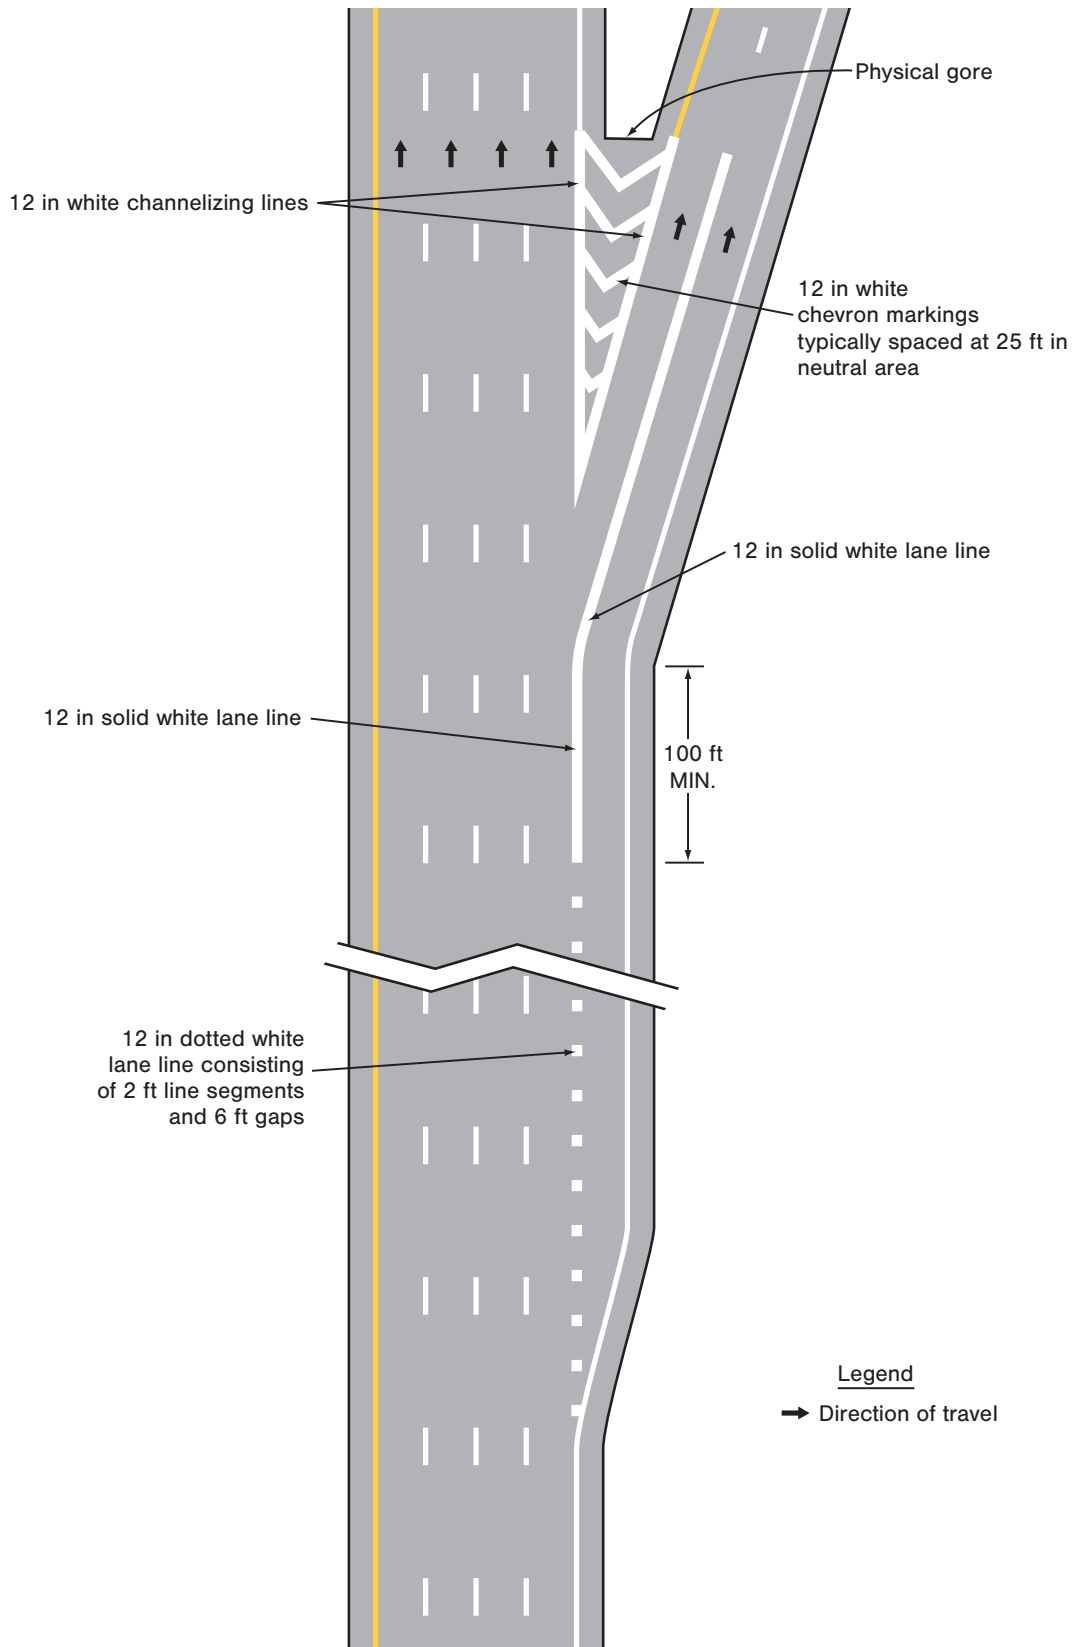 Physical gore
12 in white channelizing lines
12 in white
chevron markings
typically spaced at 25 ft in
neutral area
12 in solid white lane line
12 in solid white lane line
100 ft
MIN.
12 in dotted white
lane line consisting
of 2 ft line segments
and 6 ft gaps
Legend
Direction of travel